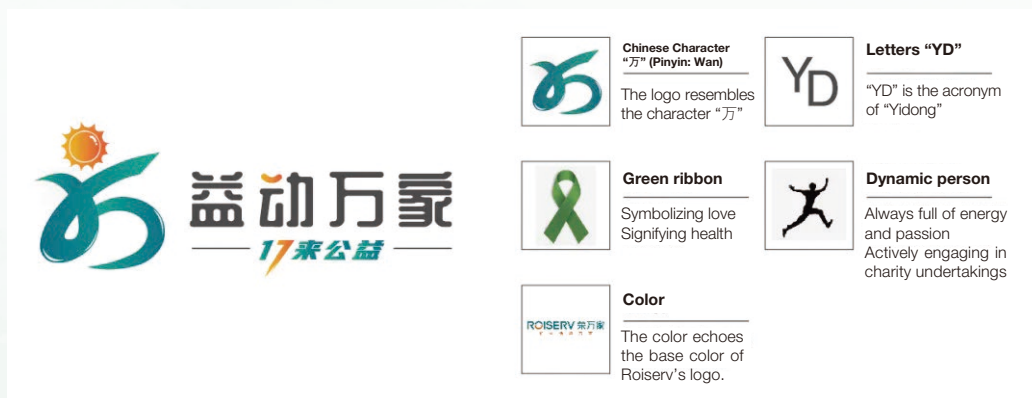 益动万家
17来公益
Chinese Character
“万” (Pinyin: Wan)
The logo resembles
the character “万”
Letters “YD”
YD
“YD” is the acronym
of “Yidong”
Green ribbon
Symbolizing love
Signifying health
Dynamic person
Always full of energy
and passion
Actively engaging in
charity undertakings
ROISERV 荣万家
Color
The color echoes
the base color of
Roiserv’s logo.